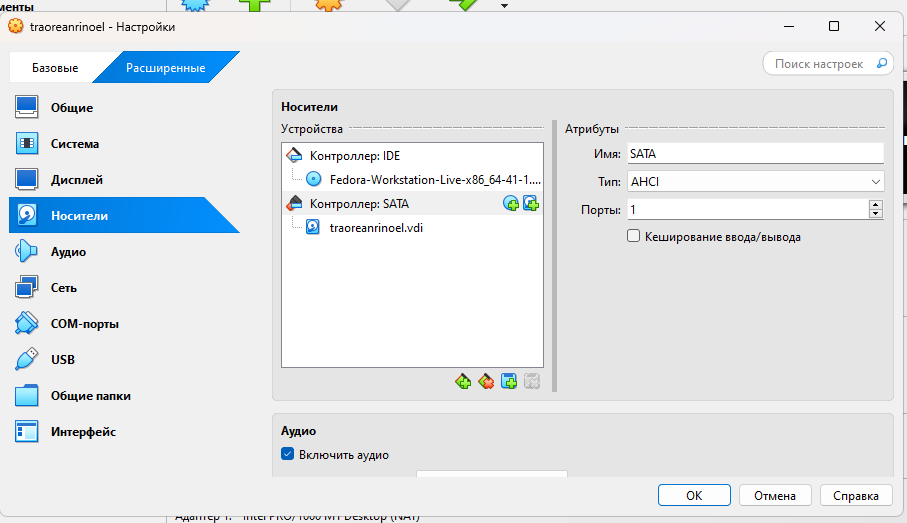 менты
traoreanrinoel - Настройки
Базовые
Расширенные
Поиск настроек
Общие
Система
Дисплей
Носители
Аудио
Сеть
COM-порты
USB
Общие папки
Интерфейс
Носители
Устройства
Контроллер: IDE
Fedora-Workstation-Live-x86_64-41-1....
Контроллер: SATA
traoreanrinoel.vdi
Атрибуты
Имя: SATA
Тип: AHCI
Порты: 1
Кеширование ввода/вывода
Аудио
Включить аудио
OK
Отмена
Справка
Адаптер 1: Intel PRO/1000 MT Desktop (NAT)